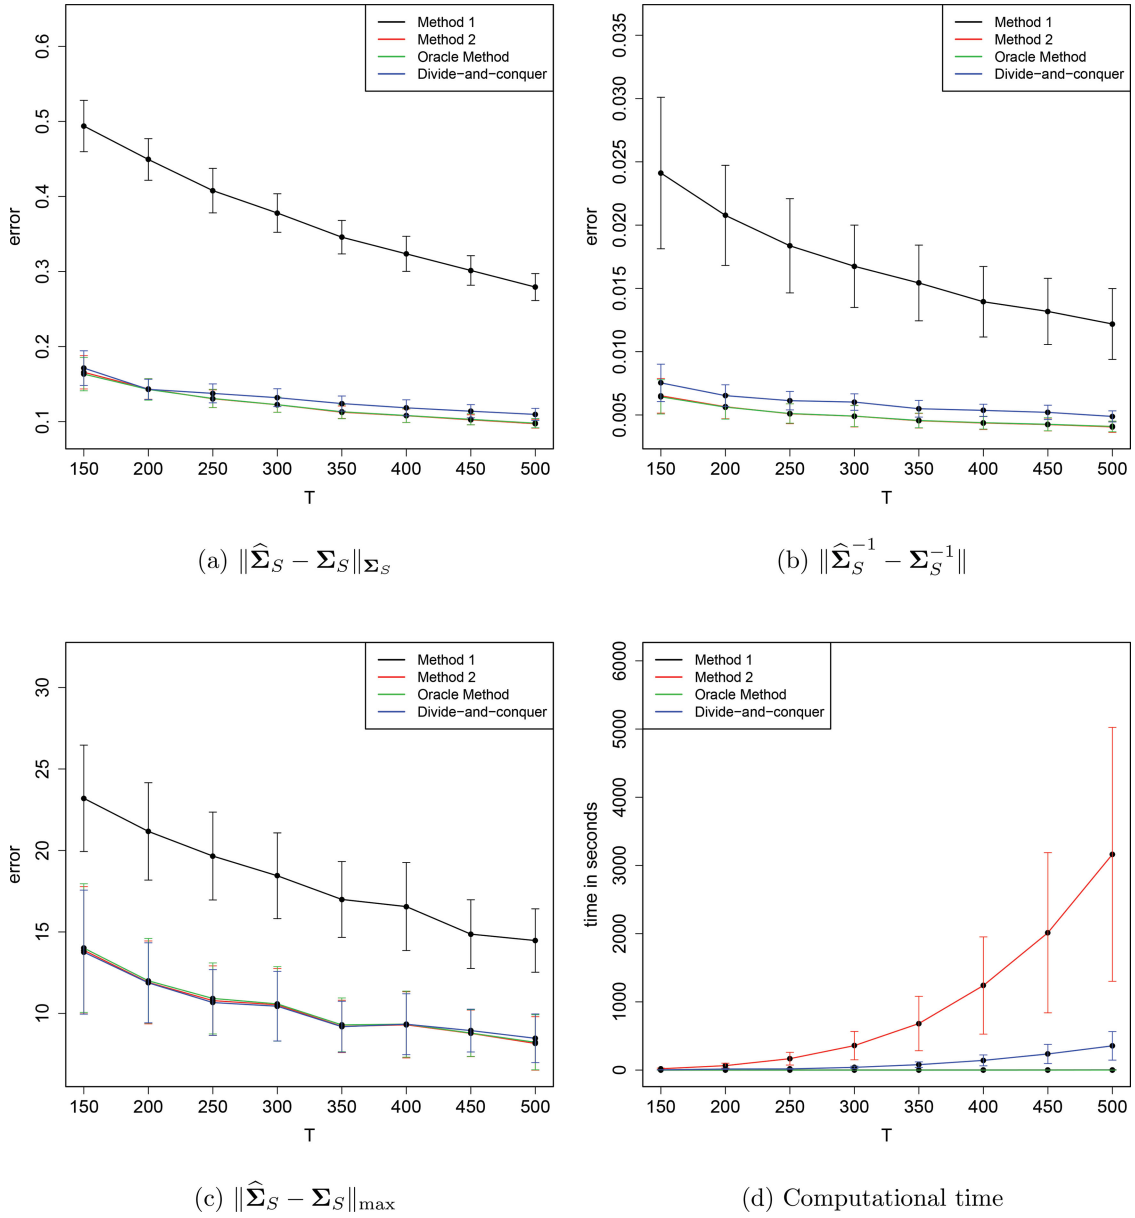 Method 1
Method 2
Oracle Method
Divide−and−conquer
0.6
0.5
0.4
0.3
0.2
0.1
error
150 200 250 300 350 400 450 500
T
(a) ‖Σ̂_S − Σ_S‖_{Σ_S}
Method 1
Method 2
Oracle Method
Divide−and−conquer
0.035
0.030
0.025
0.020
0.015
0.010
0.005
error
150 200 250 300 350 400 450 500
T
(b) ‖Σ̂_S^{−1} − Σ_S^{−1}‖
Method 1
Method 2
Oracle Method
Divide−and−conquer
30
25
20
15
10
error
150 200 250 300 350 400 450 500
T
(c) ‖Σ̂_S − Σ_S‖_max
Method 1
Method 2
Oracle Method
Divide−and−conquer
6000
5000
4000
3000
2000
1000
0
time in seconds
150 200 250 300 350 400 450 500
T
(d) Computational time